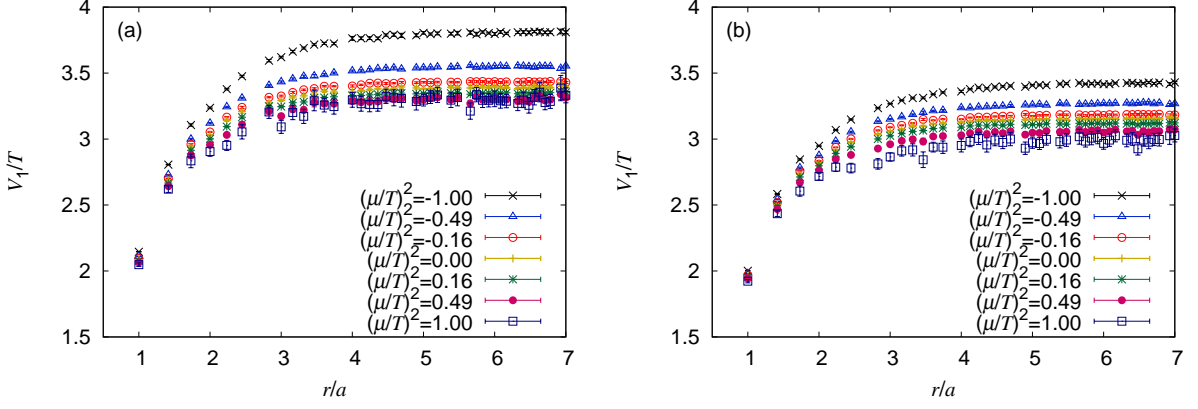 (a)
V₁/T
4
3.5
3
2.5
2
1.5
(μ/T)²=-1.00
(μ/T)²=-0.49
(μ/T)²=-0.16
(μ/T)²=0.00
(μ/T)²=0.16
(μ/T)²=0.49
(μ/T)²=1.00
1 2 3 4 5 6 7
r/a
(b)
V₁/T
4
3.5
3
2.5
2
1.5
(μ/T)²=-1.00
(μ/T)²=-0.49
(μ/T)²=-0.16
(μ/T)²=0.00
(μ/T)²=0.16
(μ/T)²=0.49
(μ/T)²=1.00
1 2 3 4 5 6 7
r/a